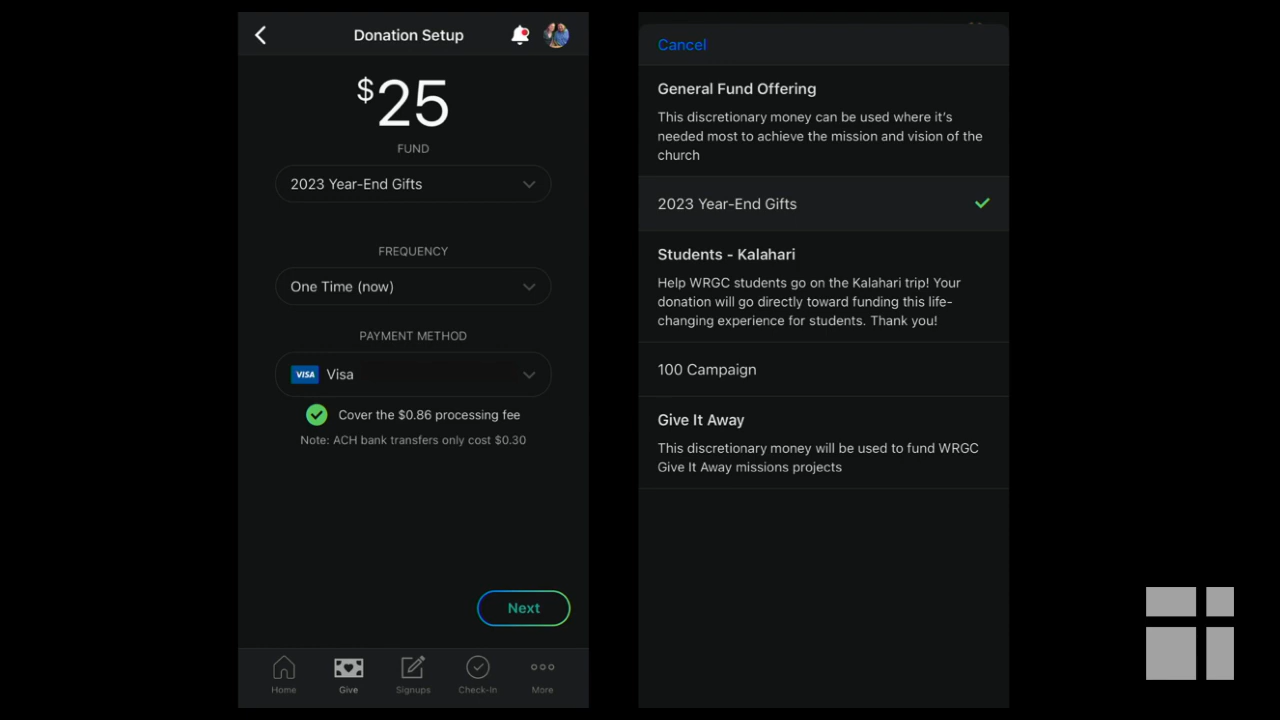 Donation Setup
$25
FUND
2023 Year-End Gifts
FREQUENCY
One Time (now)
PAYMENT METHOD
VISA Visa
Cover the $0.86 processing fee
Note: ACH bank transfers only cost $0.30
Next
Home
Give
Signups
Check-In
More
Cancel
General Fund Offering
This discretionary money can be used where it's
needed most to achieve the mission and vision of the
church
2023 Year-End Gifts
Students - Kalahari
Help WRGC students go on the Kalahari trip! Your
donation will go directly toward funding this life-
changing experience for students. Thank you!
100 Campaign
Give It Away
This discretionary money will be used to fund WRGC
Give It Away missions projects